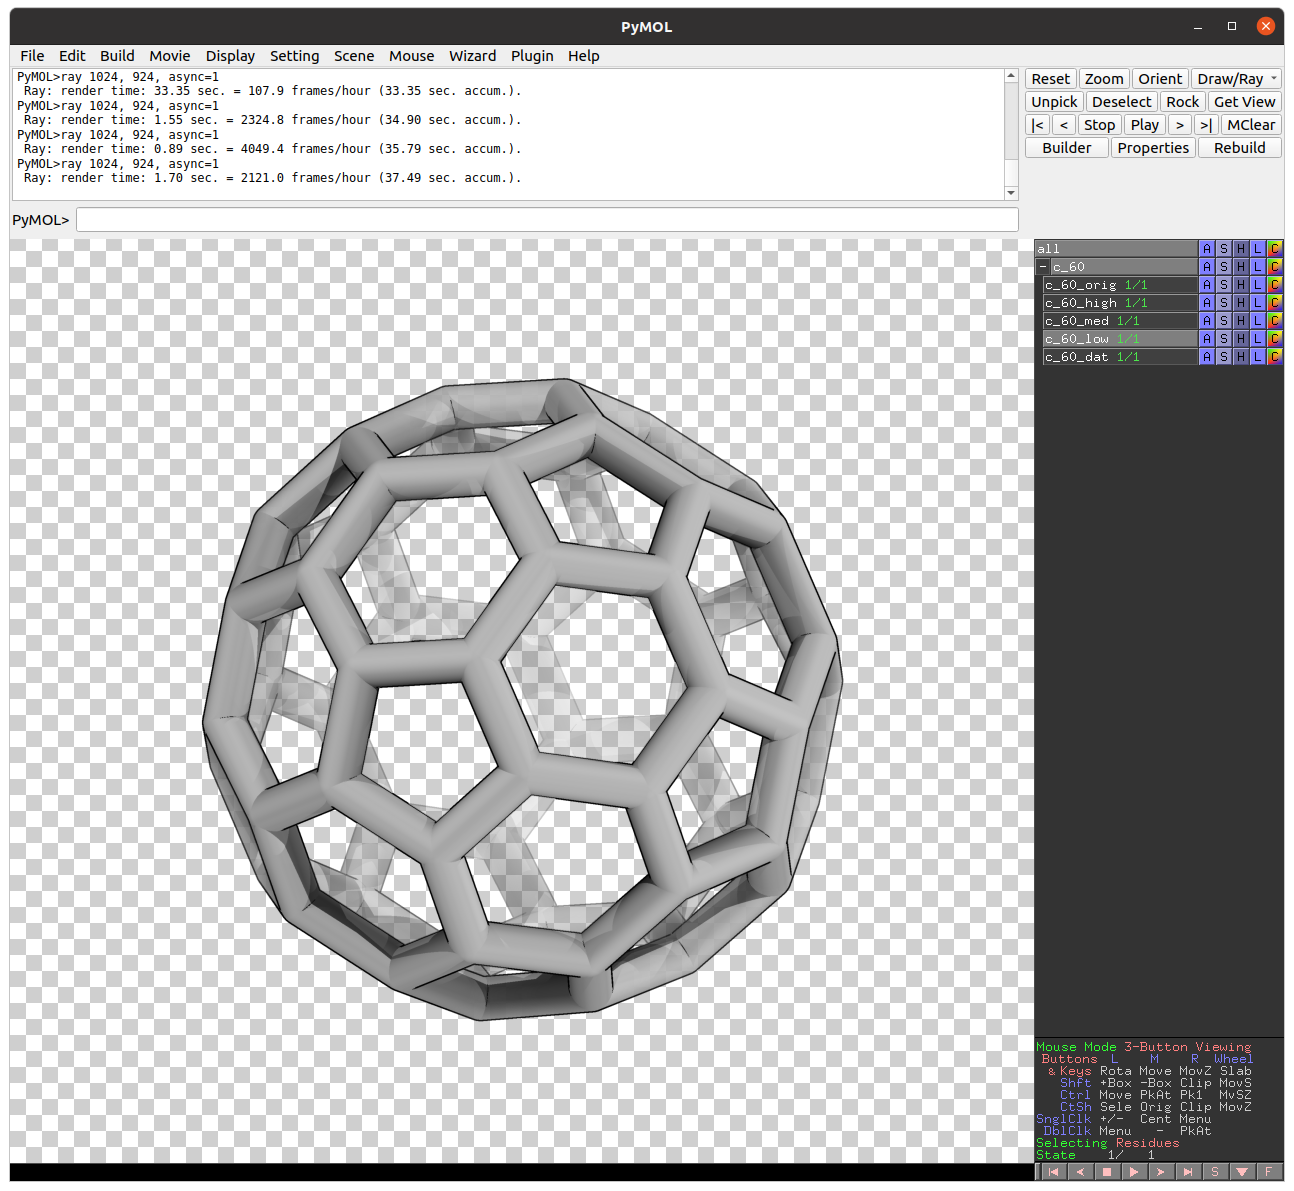 PyMOL
File Edit Build Movie Display Setting Scene Mouse Wizard Plugin Help
PyMOL>ray 1024, 924, async=1
Ray: render time: 33.35 sec. = 107.9 frames/hour (33.35 sec. accum.).
PyMOL>ray 1024, 924, async=1
Ray: render time: 1.55 sec. = 2324.8 frames/hour (34.90 sec. accum.).
PyMOL>ray 1024, 924, async=1
Ray: render time: 0.89 sec. = 4049.4 frames/hour (35.79 sec. accum.).
PyMOL>ray 1024, 924, async=1
Ray: render time: 1.70 sec. = 2121.0 frames/hour (37.49 sec. accum.).
PyMOL>
Reset Zoom Orient Draw/Ray
Unpick Deselect Rock Get View
|< < Stop Play > >| MClear
Builder Properties Rebuild
all A S H L C
- c_60 A S H L C
c_60_orig 1/1 A S H L C
c_60_high 1/1 A S H L C
c_60_med 1/1 A S H L C
c_60_low 1/1 A S H L C
c_60_dat 1/1 A S H L C
Mouse Mode 3-Button Viewing
Buttons L M R Wheel
& Keys Rota Move MovZ Slab
Shft +Box -Box Clip MovS
Ctrl Move PkAt Pk1 MvSZ
CtSh Sele Orig Clip MovZ
SnglClk +/- Cent Menu
DblClk Menu - PkAt
Selecting Residues
State 1/ 1
S F